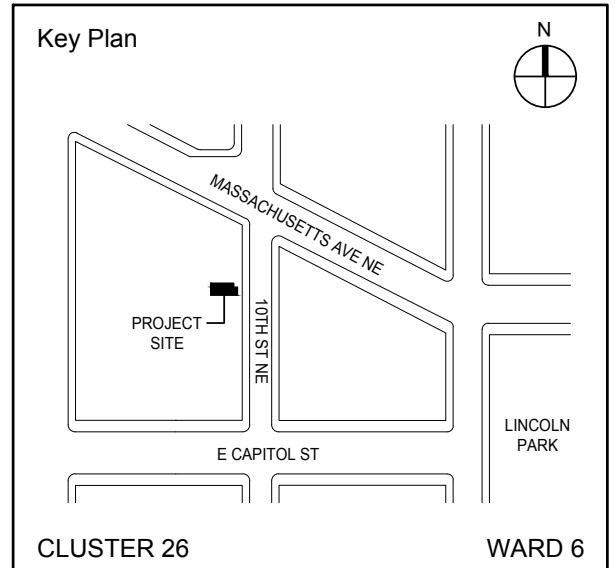 Key Plan
N
MASSACHUSETTS AVE NE
PROJECT
SITE
10TH ST NE
LINCOLN
PARK
E CAPITOL ST
CLUSTER 26
WARD 6